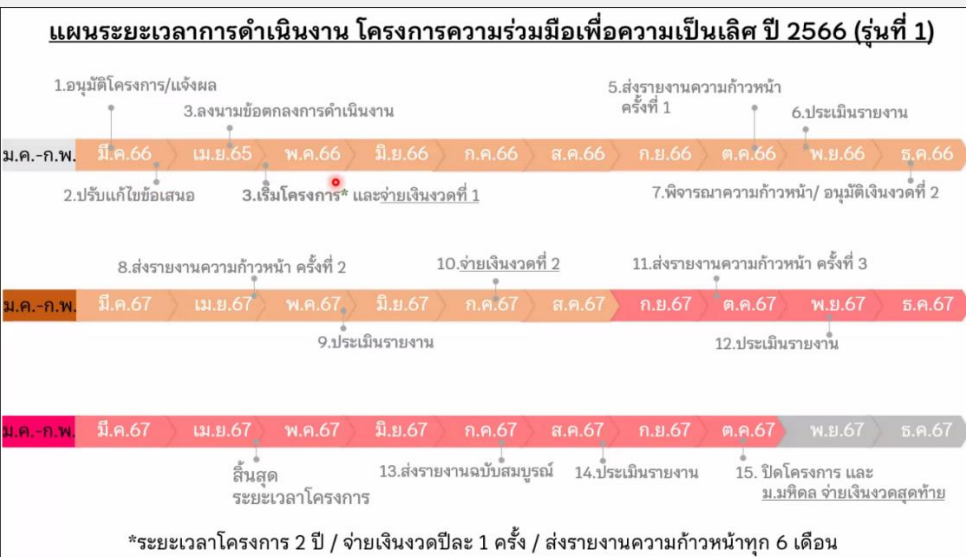 แผนระยะเวลาการดำเนินงาน โครงการความร่วมมือเพื่อความเป็นเลิศ ปี 2566 (รุ่นที่ 1)
1.อนุมัติโครงการ/แจ้งผล
3.ลงนามข้อตกลงการดำเนินงาน
5.ส่งรายงานความก้าวหน้า
ครั้งที่ 1
6.ประเมินรายงาน
ม.ค.-ก.พ. มี.ค.66 เม.ย.65 พ.ค.66 มิ.ย.66 ก.ค.66 ส.ค.66 ก.ย.66 ต.ค.66 พ.ย.66 ธ.ค.66
2.ปรับแก้ไขข้อเสนอ
3.เริ่มโครงการ* และจ่ายเงินงวดที่ 1
7.พิจารณาความก้าวหน้า/ อนุมัติเงินงวดที่ 2
8.ส่งรายงานความก้าวหน้า ครั้งที่ 2
10.จ่ายเงินงวดที่ 2
11.ส่งรายงานความก้าวหน้า ครั้งที่ 3
ม.ค.-ก.พ. มี.ค.67 เม.ย.67 พ.ค.67 มิ.ย.67 ก.ค.67 ส.ค.67 ก.ย.67 ต.ค.67 พ.ย.67 ธ.ค.67
9.ประเมินรายงาน
12.ประเมินรายงาน
ม.ค.-ก.พ. มี.ค.67 เม.ย.67 พ.ค.67 มิ.ย.67 ก.ค.67 ส.ค.67 ก.ย.67 ต.ค.67 พ.ย.67 ธ.ค.67
สิ้นสุด
ระยะเวลาโครงการ
13.ส่งรายงานฉบับสมบูรณ์
14.ประเมินรายงาน
15. ปิดโครงการ และ
ม.มหิดล จ่ายเงินงวดสุดท้าย
*ระยะเวลาโครงการ 2 ปี / จ่ายเงินงวดปีละ 1 ครั้ง / ส่งรายงานความก้าวหน้าทุก 6 เดือน